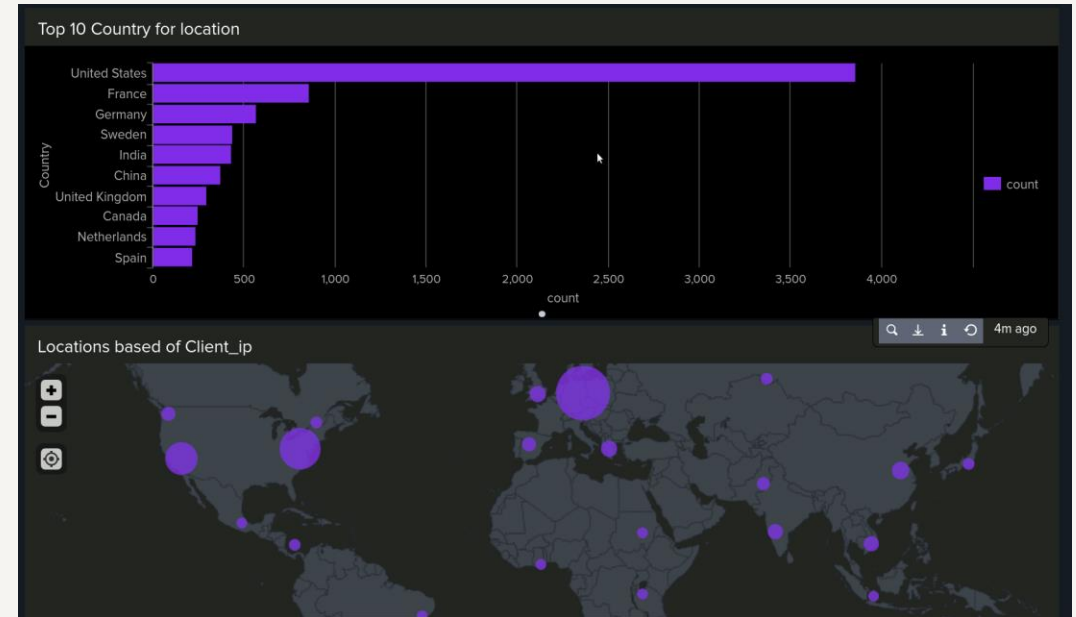 Top 10 Country for location
Country
United States
France
Germany
Sweden
India
China
United Kingdom
Canada
Netherlands
Spain
0 500 1,000 1,500 2,000 2,500 3,000 3,500 4,000
count
count
4m ago
Locations based of Client_ip